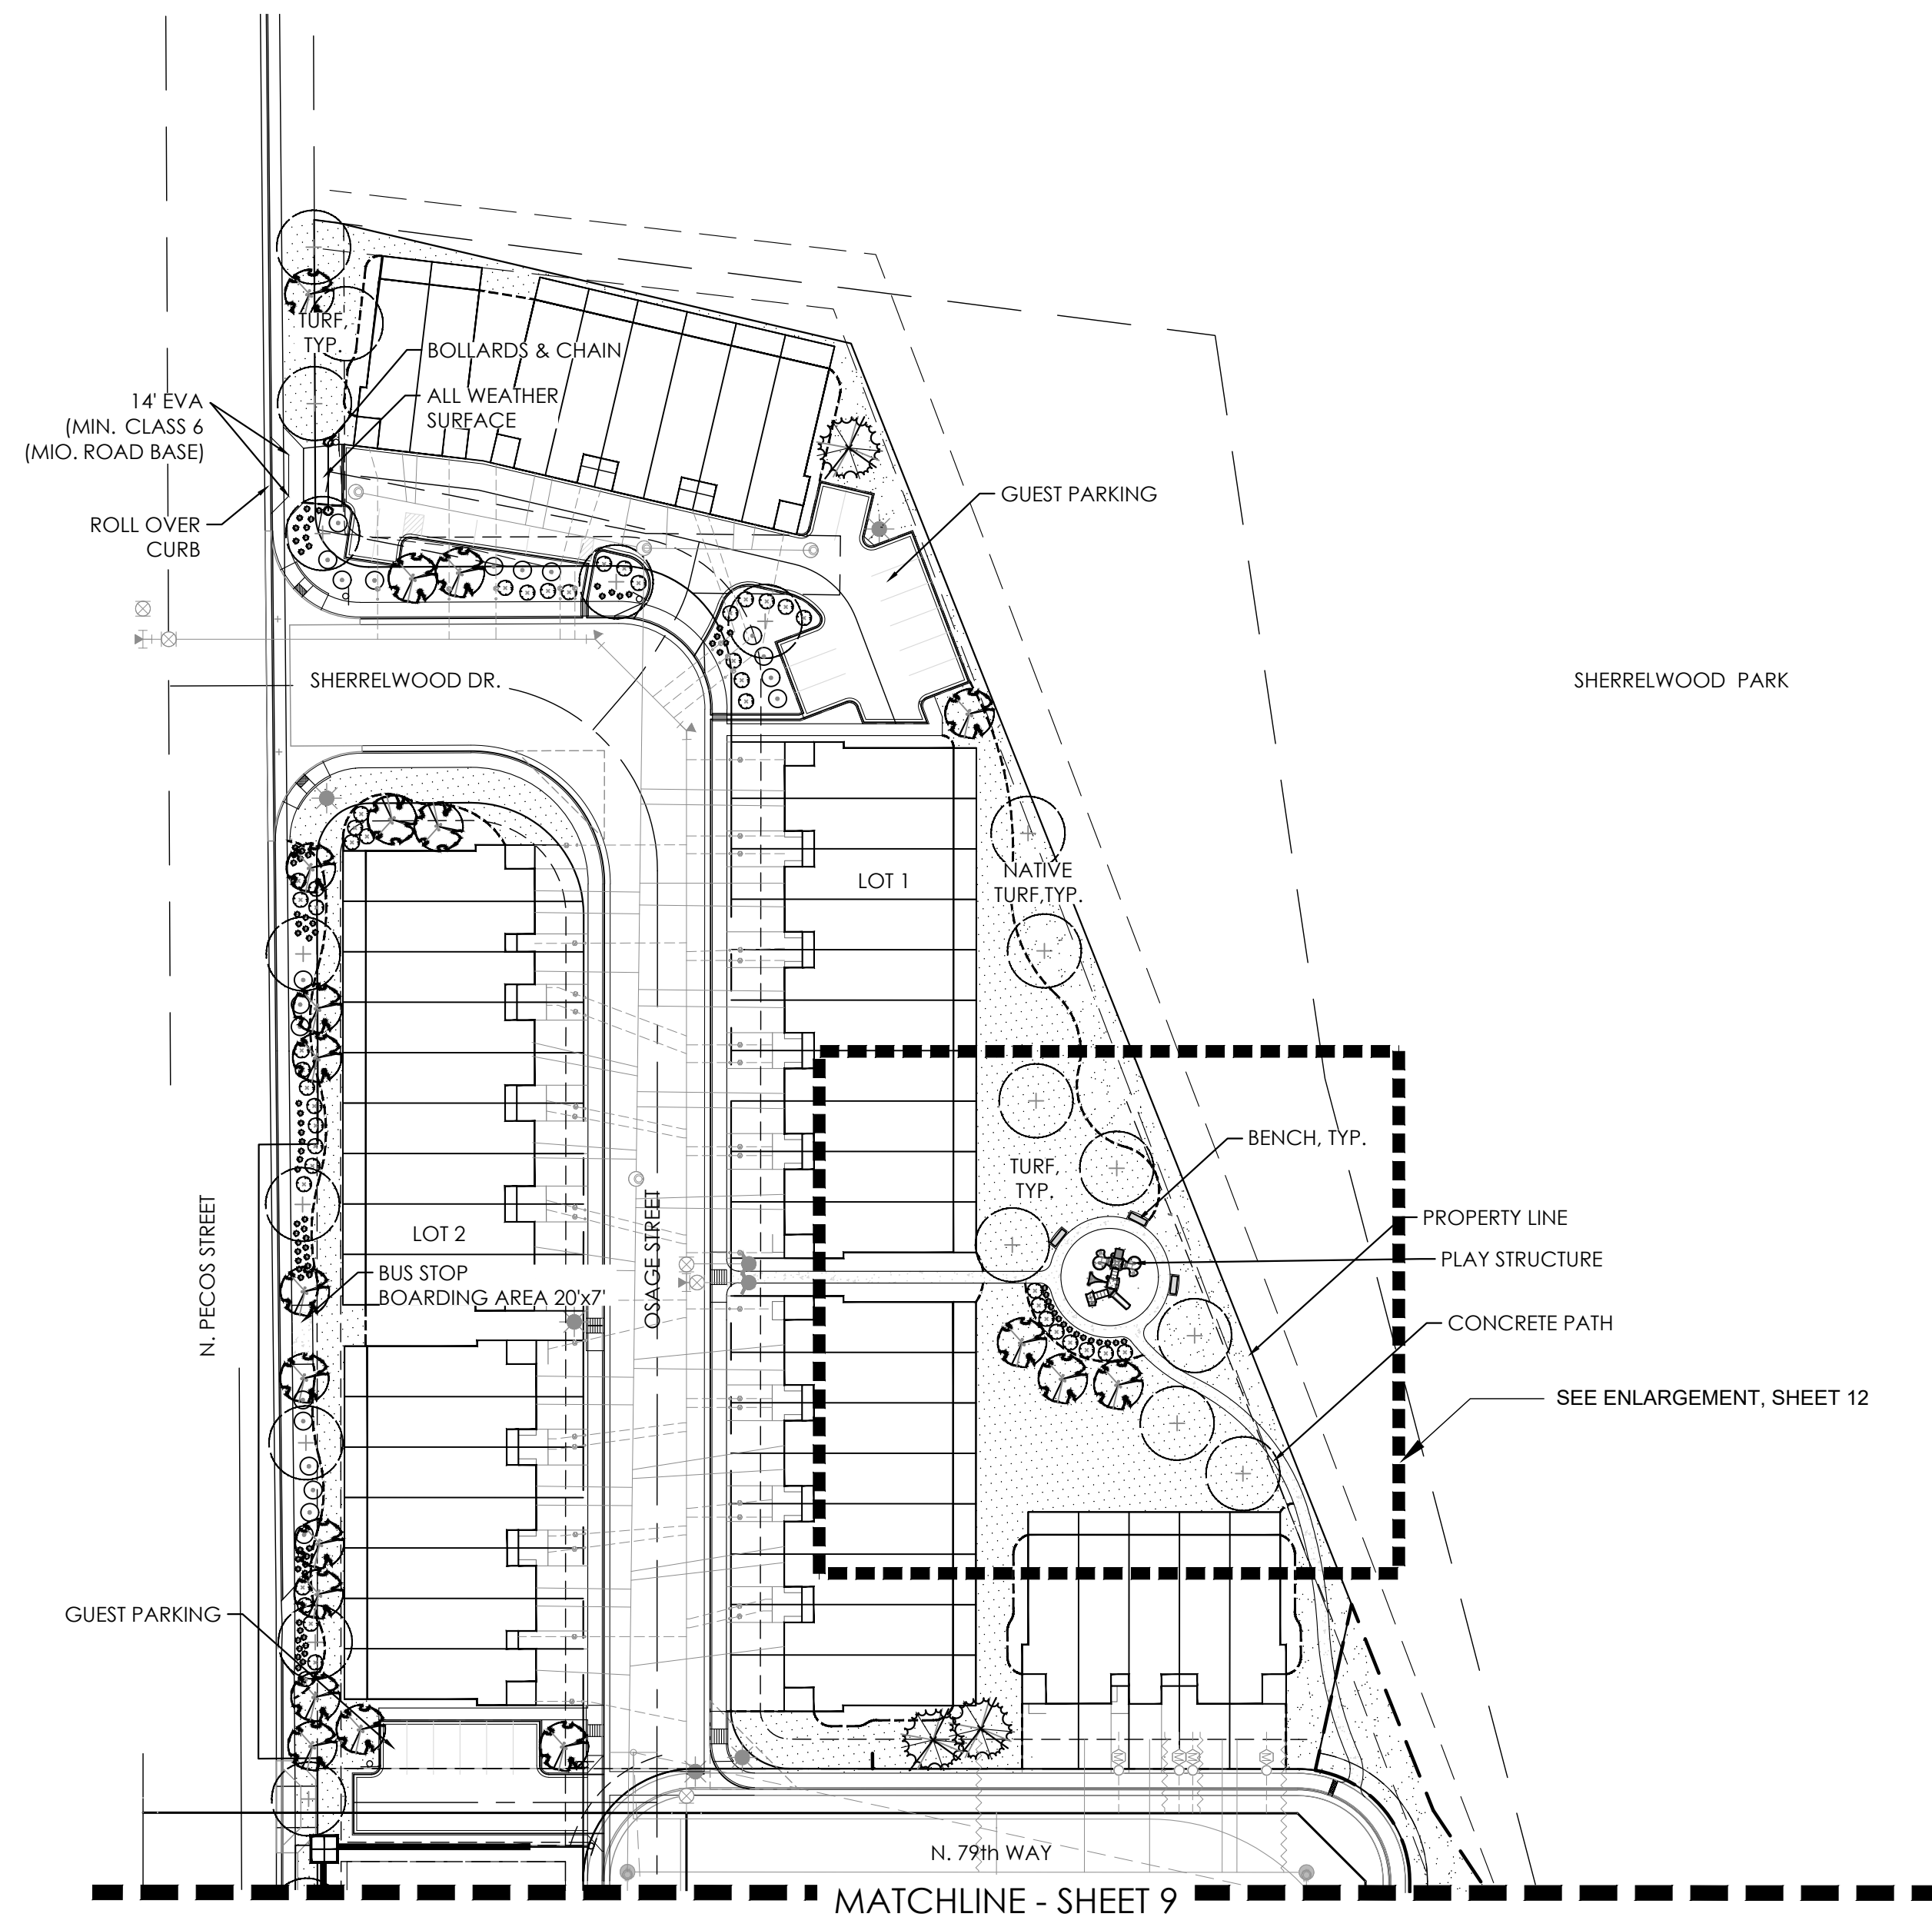 TURF,
TYP.
BOLLARDS & CHAIN
ALL WEATHER
SURFACE
14' EVA
(MIN. CLASS 6
(MIO. ROAD BASE)
ROLL OVER
CURB
GUEST PARKING
SHERRELWOOD DR.
SHERRELWOOD PARK
LOT 1
NATIVE
TURF,TYP.
BENCH, TYP.
TURF,
TYP.
N. PECOS STREET
LOT 2
OSAGE STREET
PROPERTY LINE
PLAY STRUCTURE
BUS STOP
BOARDING AREA 20'x7'
CONCRETE PATH
SEE ENLARGEMENT, SHEET 12
GUEST PARKING
N. 79th WAY
MATCHLINE - SHEET 9